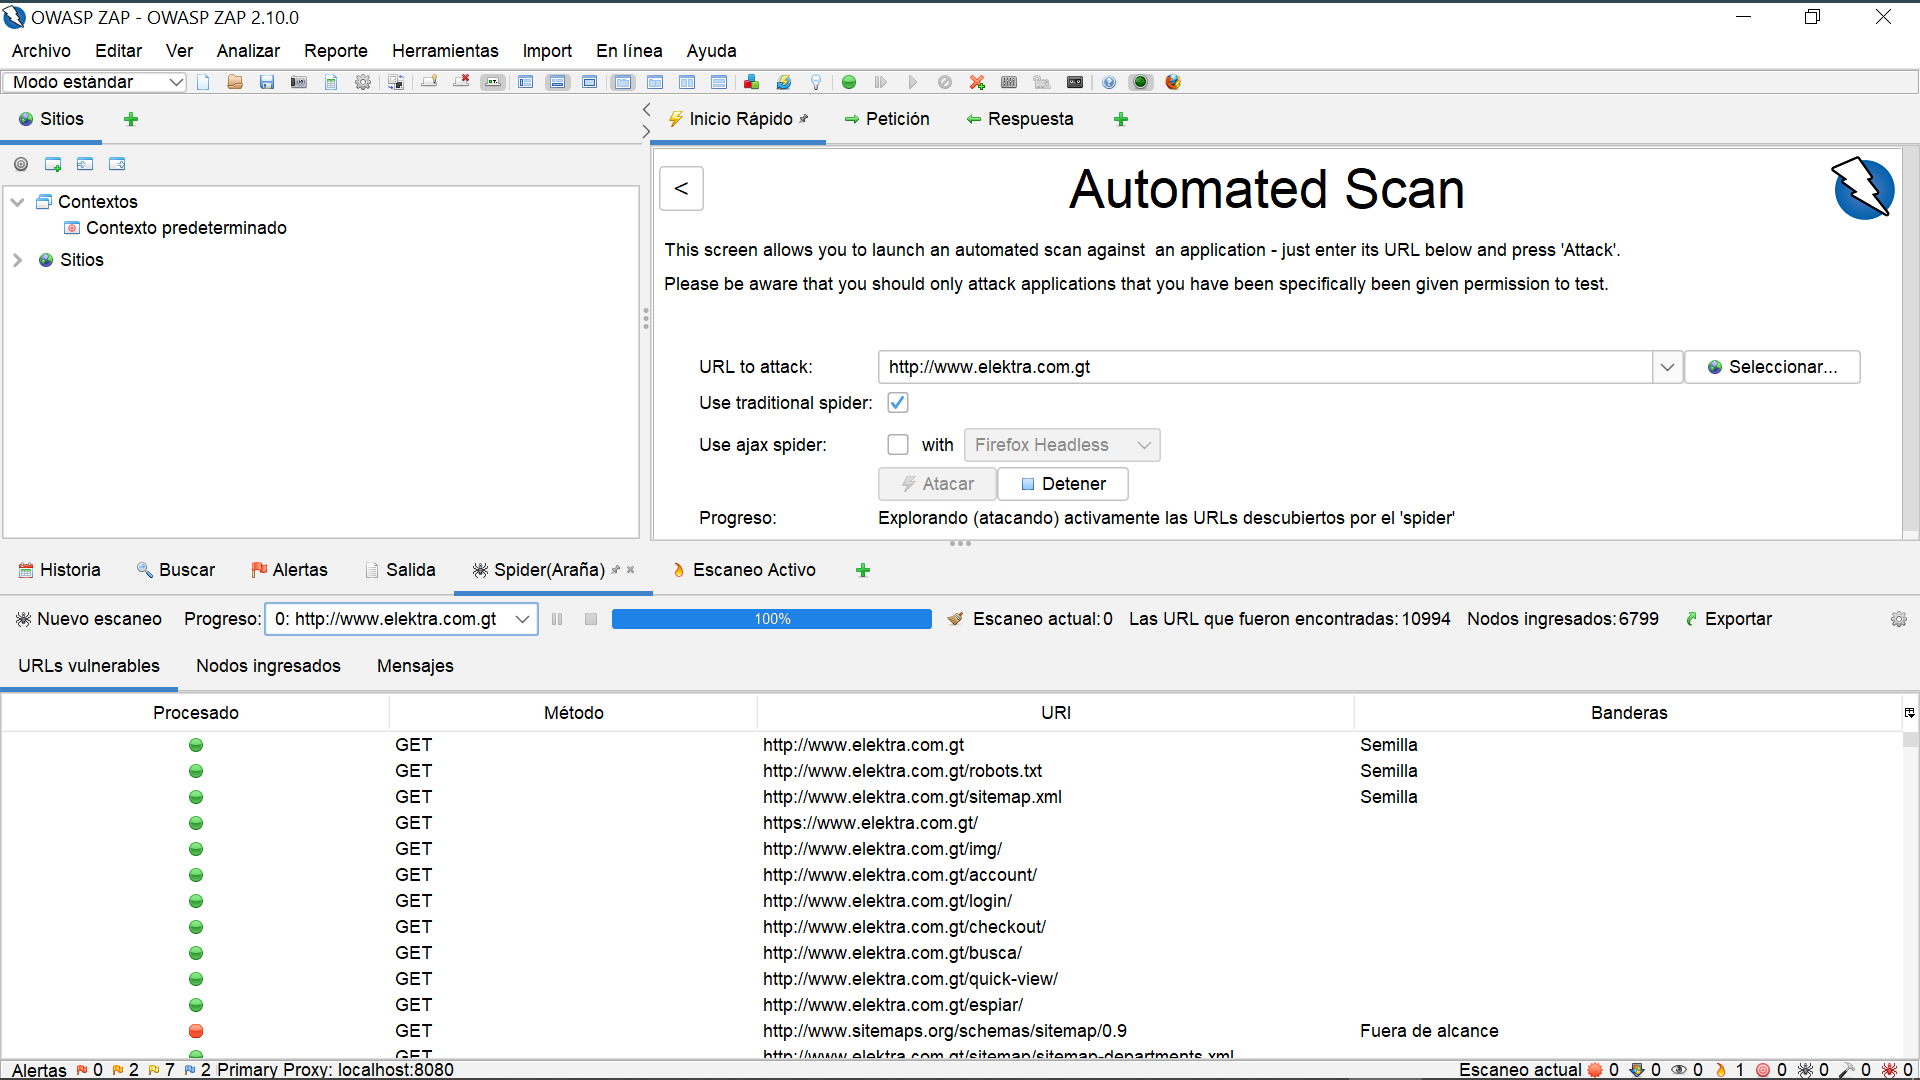 OWASP ZAP - OWASP ZAP 2.10.0
Archivo Editar Ver Analizar Reporte Herramientas Import En línea Ayuda
Modo estándar
Sitios
Inicio Rápido Petición Respuesta
Contextos
Contexto predeterminado
Sitios
<
Automated Scan
This screen allows you to launch an automated scan against  an application - just enter its URL below and press 'Attack'.
Please be aware that you should only attack applications that you have been specifically been given permission to test.
URL to attack: http://www.elektra.com.gt Seleccionar...
Use traditional spider:
Use ajax spider: with Firefox Headless
Atacar Detener
Progreso: Explorando (atacando) activamente las URLs descubiertos por el 'spider'
Historia Buscar Alertas Salida Spider(Araña) Escaneo Activo
Nuevo escaneo Progreso: 0: http://www.elektra.com.gt 100% Escaneo actual:0 Las URL que fueron encontradas:10994 Nodos ingresados:6799 Exportar
URLs vulnerables Nodos ingresados Mensajes
Procesado Método URI Banderas
GET http://www.elektra.com.gt Semilla
GET http://www.elektra.com.gt/robots.txt Semilla
GET http://www.elektra.com.gt/sitemap.xml Semilla
GET https://www.elektra.com.gt/
GET http://www.elektra.com.gt/img/
GET http://www.elektra.com.gt/account/
GET http://www.elektra.com.gt/login/
GET http://www.elektra.com.gt/checkout/
GET http://www.elektra.com.gt/busca/
GET http://www.elektra.com.gt/quick-view/
GET http://www.elektra.com.gt/espiar/
GET http://www.sitemaps.org/schemas/sitemap/0.9 Fuera de alcance
GET http://www.elektra.com.gt/sitemap/sitemap-departments.xml
Alertas 0 2 7 2 Primary Proxy: localhost:8080 Escaneo actual 0 0 0 1 0 0 0 0